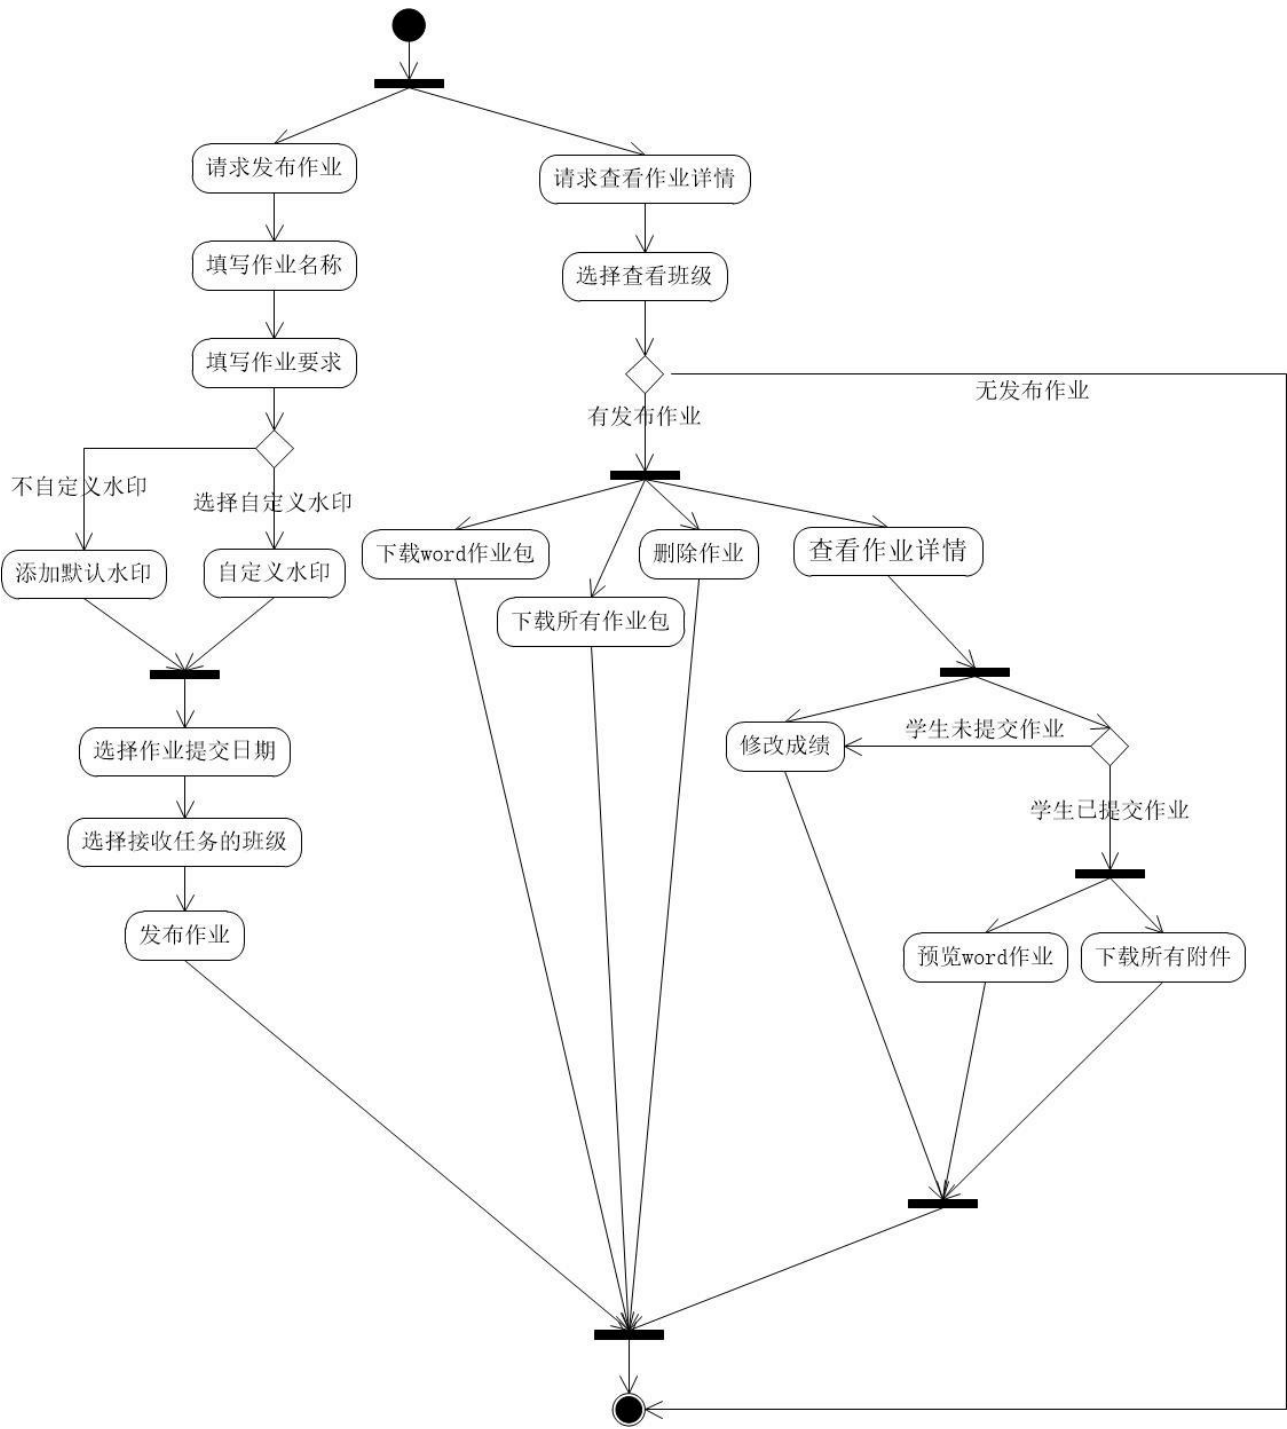 请求发布作业
请求查看作业详情
填写作业名称
选择查看班级
填写作业要求
无发布作业
有发布作业
不自定义水印
选择自定义水印
下载word作业包
删除作业
查看作业详情
添加默认水印
自定义水印
下载所有作业包
学生未提交作业
选择作业提交日期
修改成绩
学生已提交作业
选择接收任务的班级
发布作业
预览word作业
下载所有附件